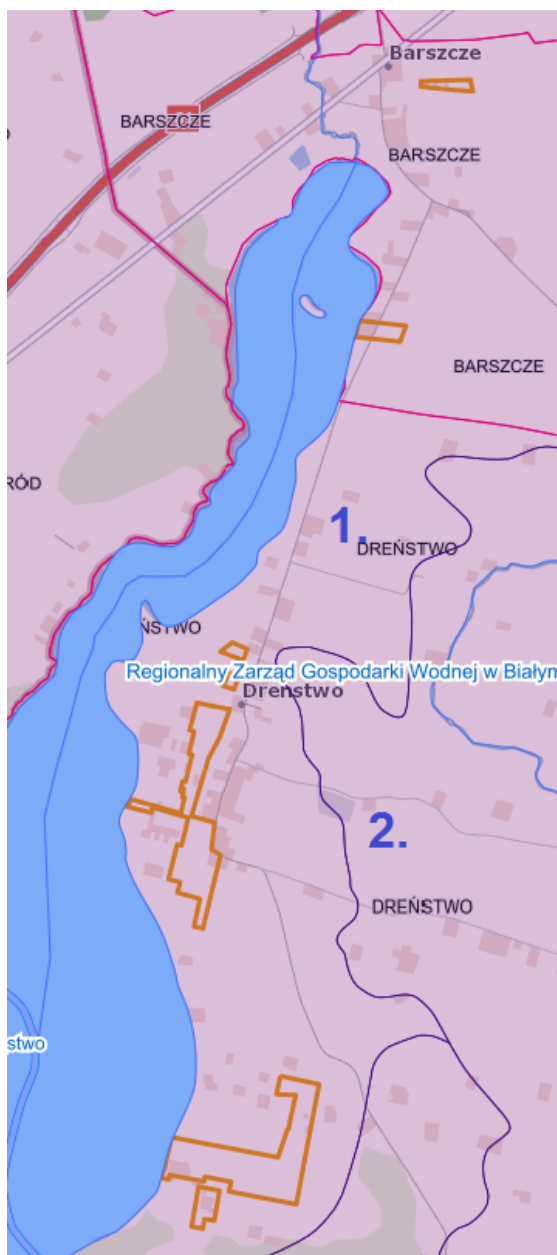 Barszcze
BARSZCZE
BARSZCZE
BARSZCZE
RÓD
1.
DREŃSTWO
ŃSTWO
Regionalny Zarząd Gospodarki Wodnej w Białym
Drenstwo
2.
DREŃSTWO
stwo